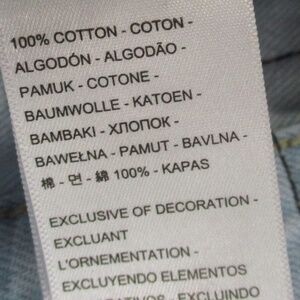 100% COTTON - COTON -
ALGODÓN - ALGODÃO -
PAMUK - COTONE -
BAUMWOLLE - KATOEN -
BAMBAKI - ХЛОПОК -
BAWEŁNA - PAMUT - BAVLNA -
棉 - 면 - 綿 100% - KAPAS
EXCLUSIVE OF DECORATION -
EXCLUANT
L'ORNEMENTATION -
EXCLUYENDO ELEMENTOS
EXCLUINDO